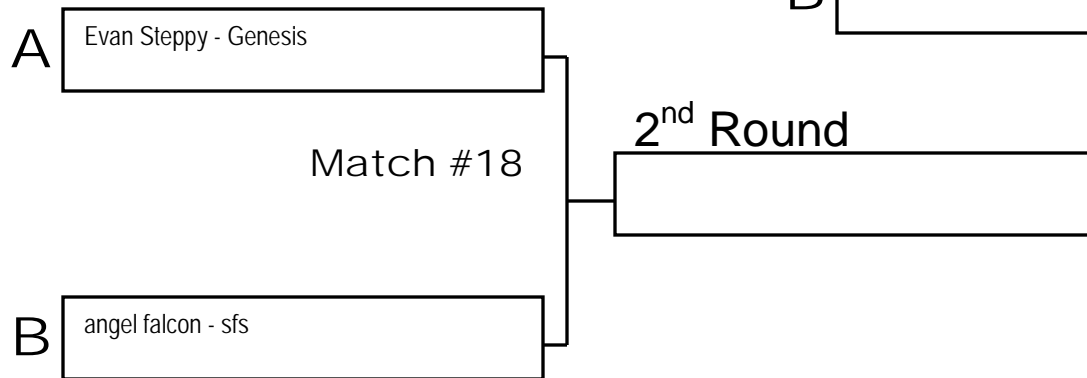 B
A
Evan Steppy - Genesis
2nd Round
Match #18
B
angel falcon - sfs